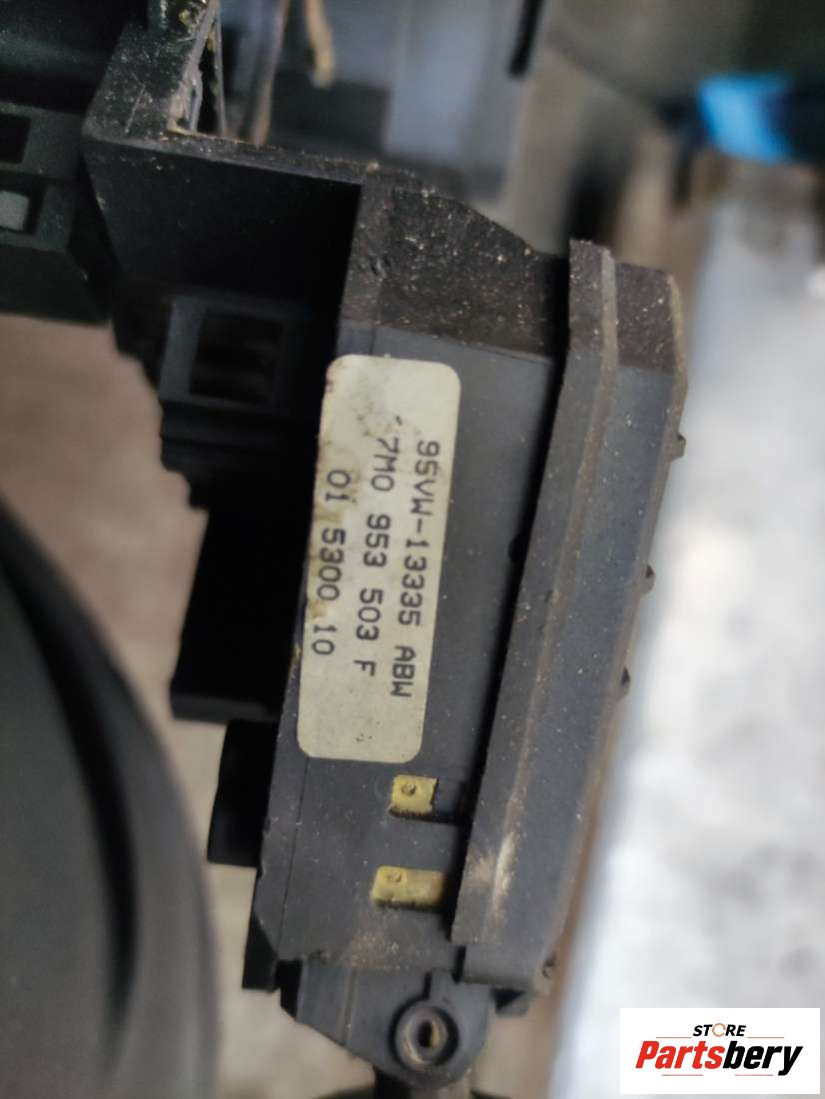 95VW-13335 ABW
7M0 953 503 F
01 5300 10
STORE
Partsbery